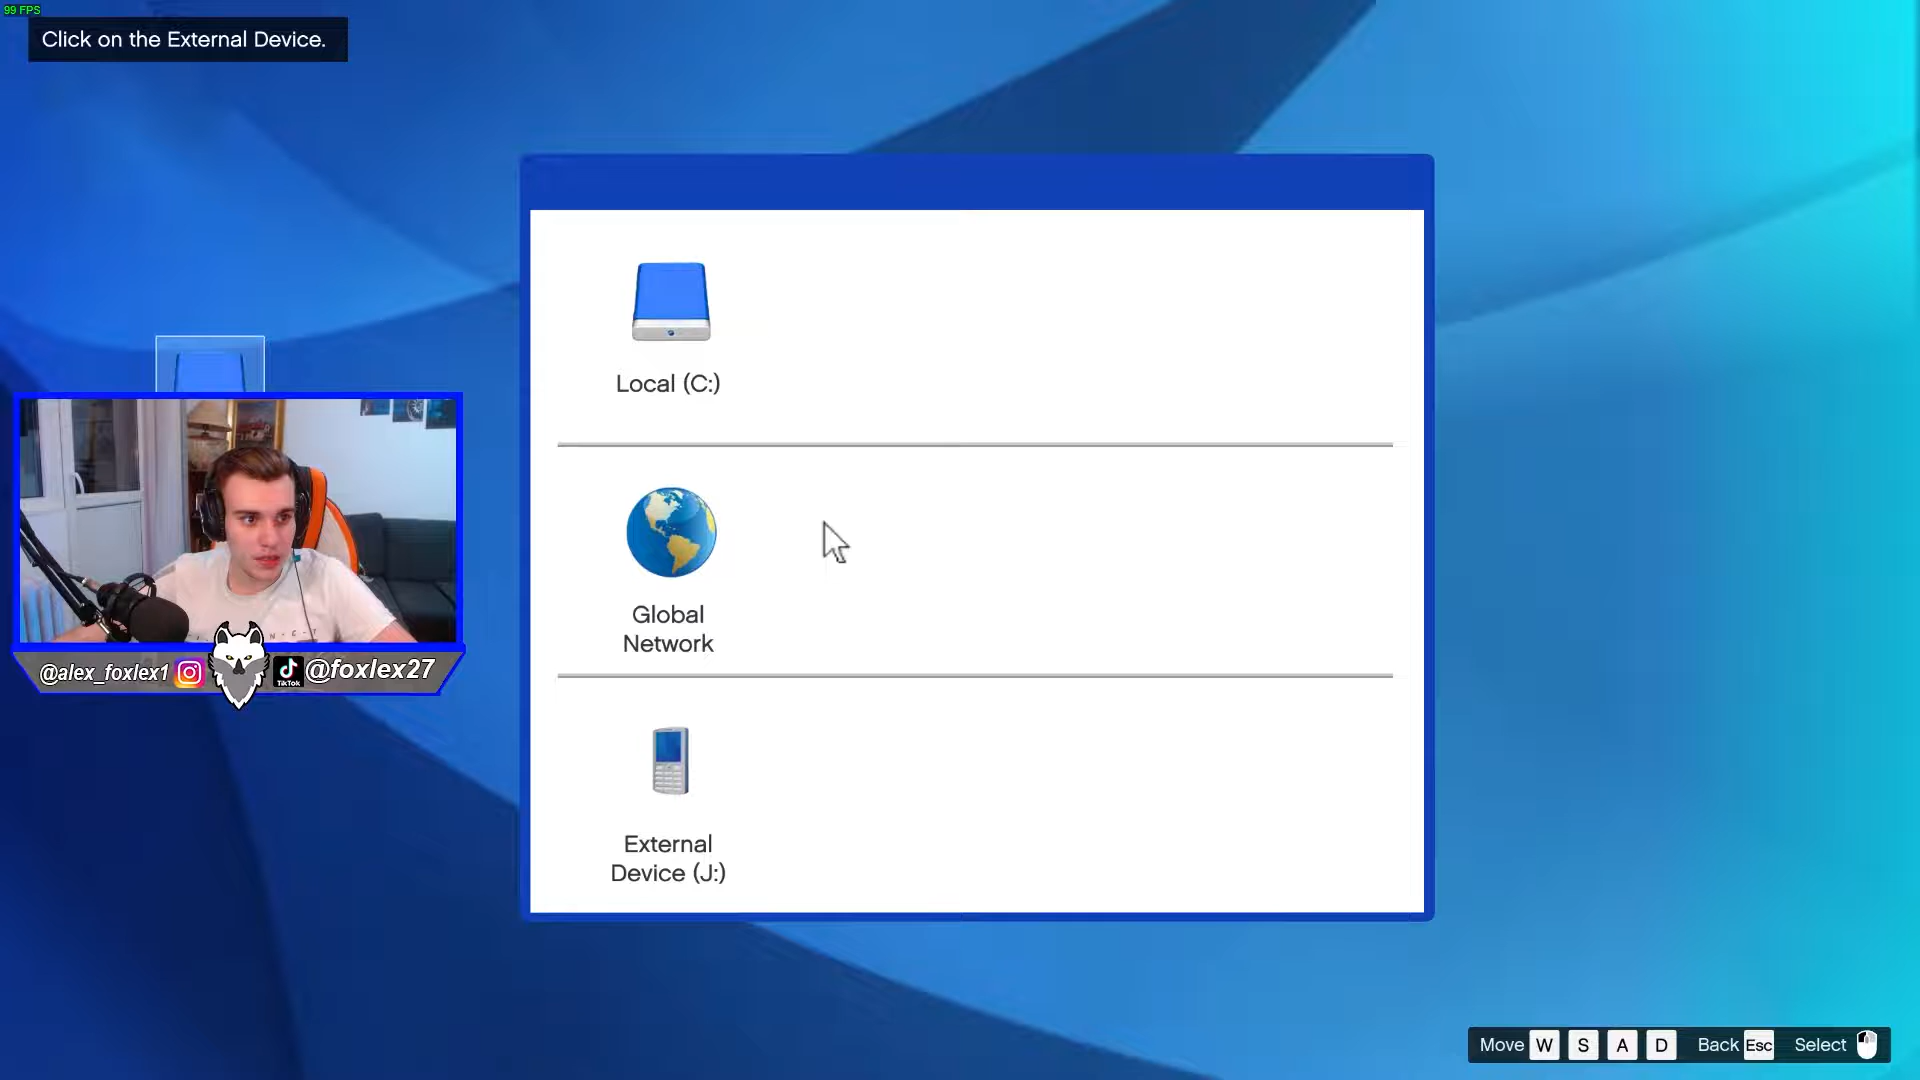 99 FPS
Click on the External Device.
Local (C:)
Global
Network
External
Device (J:)
@alex_foxlex1 TikTok @foxlex27
Move W S A D Back Esc Select